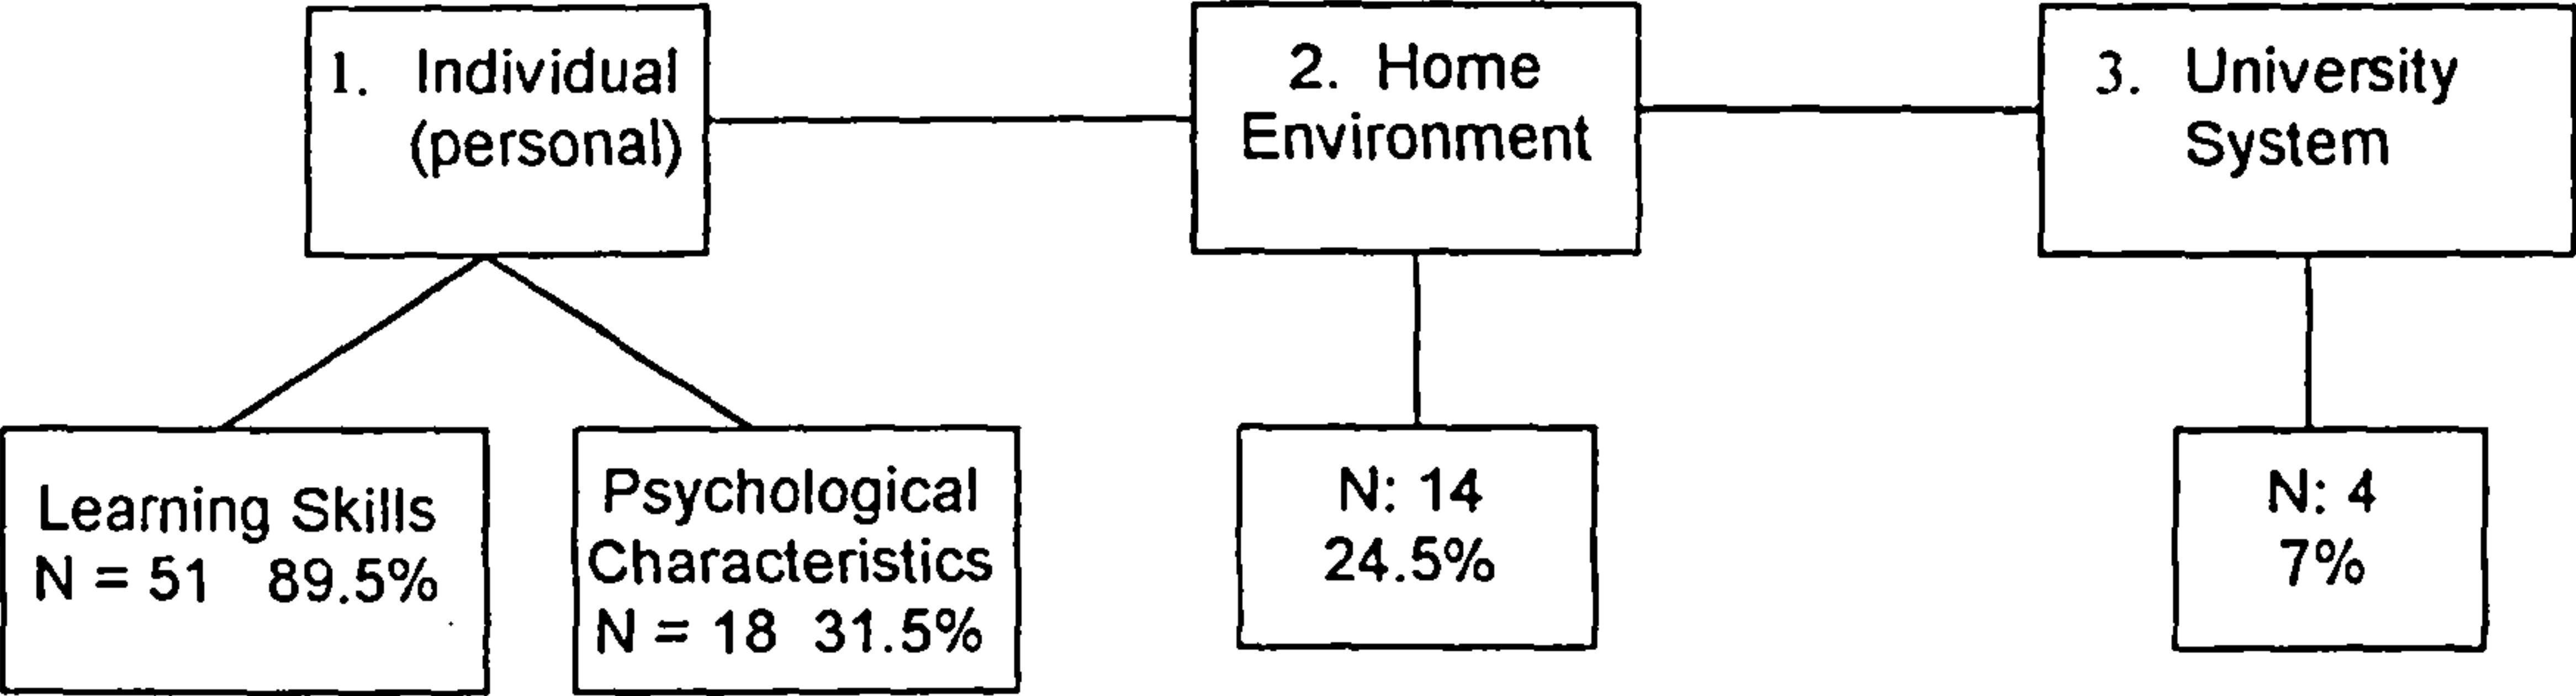 1. Individual
(personal)
2. Home
Environment
3. University
System
Learning Skills
N = 51 89.5%
Psychological
Characteristics
N = 18 31.5%
N: 14
24.5%
N: 4
7%